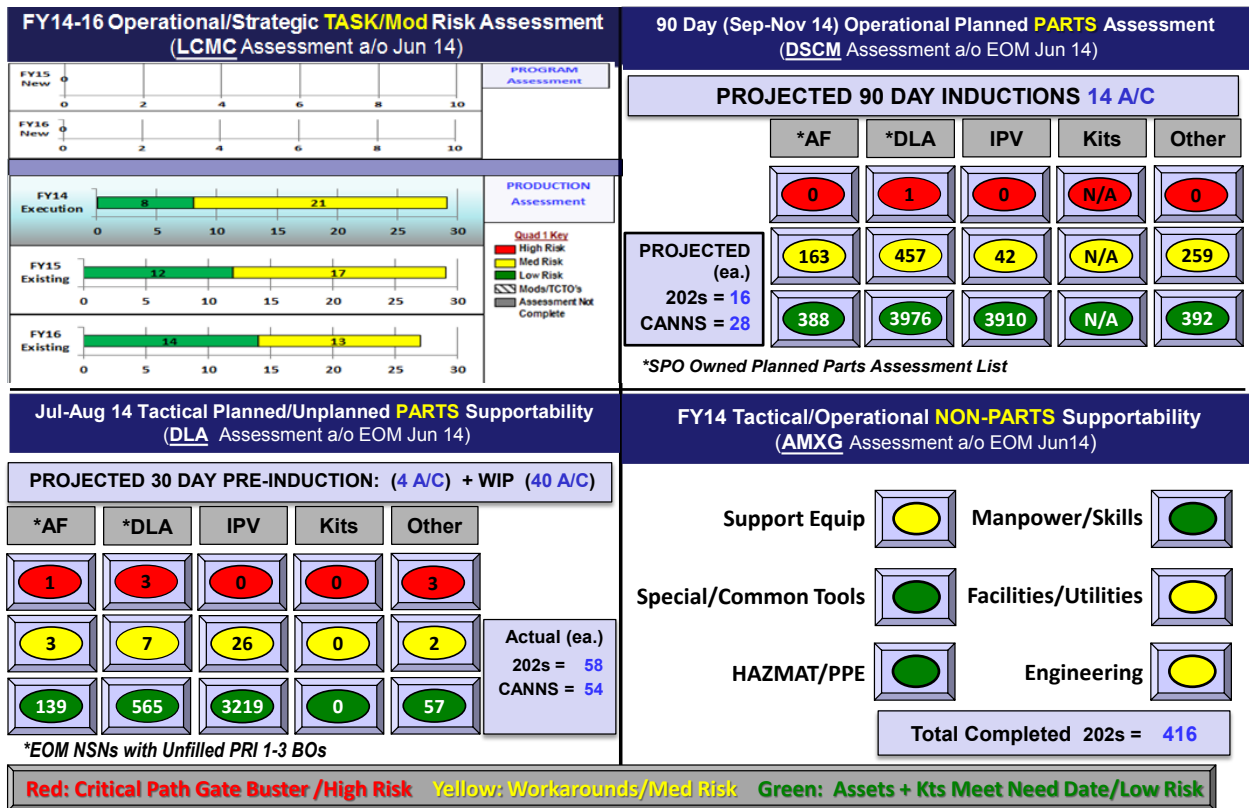 FY14-16 Operational/Strategic TASK/Mod Risk Assessment
(LCMC Assessment a/o Jun 14)
FY15
New
0
0 2 4 6 8 10
PROGRAM
Assessment
FY16
New
0
0 2 4 6 8 10
FY14
Execution
8 21
0 5 10 15 20 25 30
PRODUCTION
Assessment
FY15
Existing
12 17
0 5 10 15 20 25 30
FY16
Existing
14 13
0 5 10 15 20 25 30
Quad 1 Key
High Risk
Med Risk
Low Risk
Mods/TCTO's
Assessment Not
Complete
90 Day (Sep-Nov 14) Operational Planned PARTS Assessment
(DSCM Assessment a/o EOM Jun 14)
PROJECTED 90 DAY INDUCTIONS 14 A/C
*AF *DLA IPV Kits Other
0 1 0 N/A 0
163 457 42 N/A 259
388 3976 3910 N/A 392
PROJECTED
(ea.)
202s = 16
CANNS = 28
*SPO Owned Planned Parts Assessment List
Jul-Aug 14 Tactical Planned/Unplanned PARTS Supportability
(DLA Assessment a/o EOM Jun 14)
PROJECTED 30 DAY PRE-INDUCTION: (4 A/C) + WIP (40 A/C)
*AF *DLA IPV Kits Other
1 3 0 0 3
3 7 26 0 2
139 565 3219 0 57
Actual (ea.)
202s = 58
CANNS = 54
*EOM NSNs with Unfilled PRI 1-3 BOs
FY14 Tactical/Operational NON-PARTS Supportability
(AMXG Assessment a/o EOM Jun14)
Support Equip Manpower/Skills
Special/Common Tools Facilities/Utilities
HAZMAT/PPE Engineering
Total Completed 202s = 416
Red: Critical Path Gate Buster /High Risk Yellow: Workarounds/Med Risk Green: Assets + Kts Meet Need Date/Low Risk